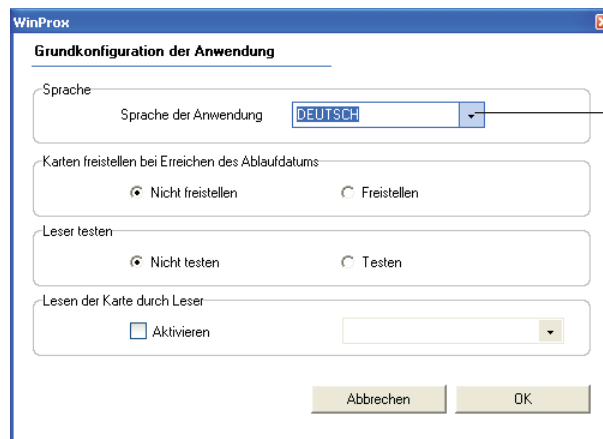 WinProx
Grundkonfiguration der Anwendung
Sprache
Sprache der Anwendung DEUTSCH
Karten freistellen bei Erreichen des Ablaufdatums
Nicht freistellen Freistellen
Leser testen
Nicht testen Testen
Lesen der Karte durch Leser
Aktivieren
Abbrechen OK